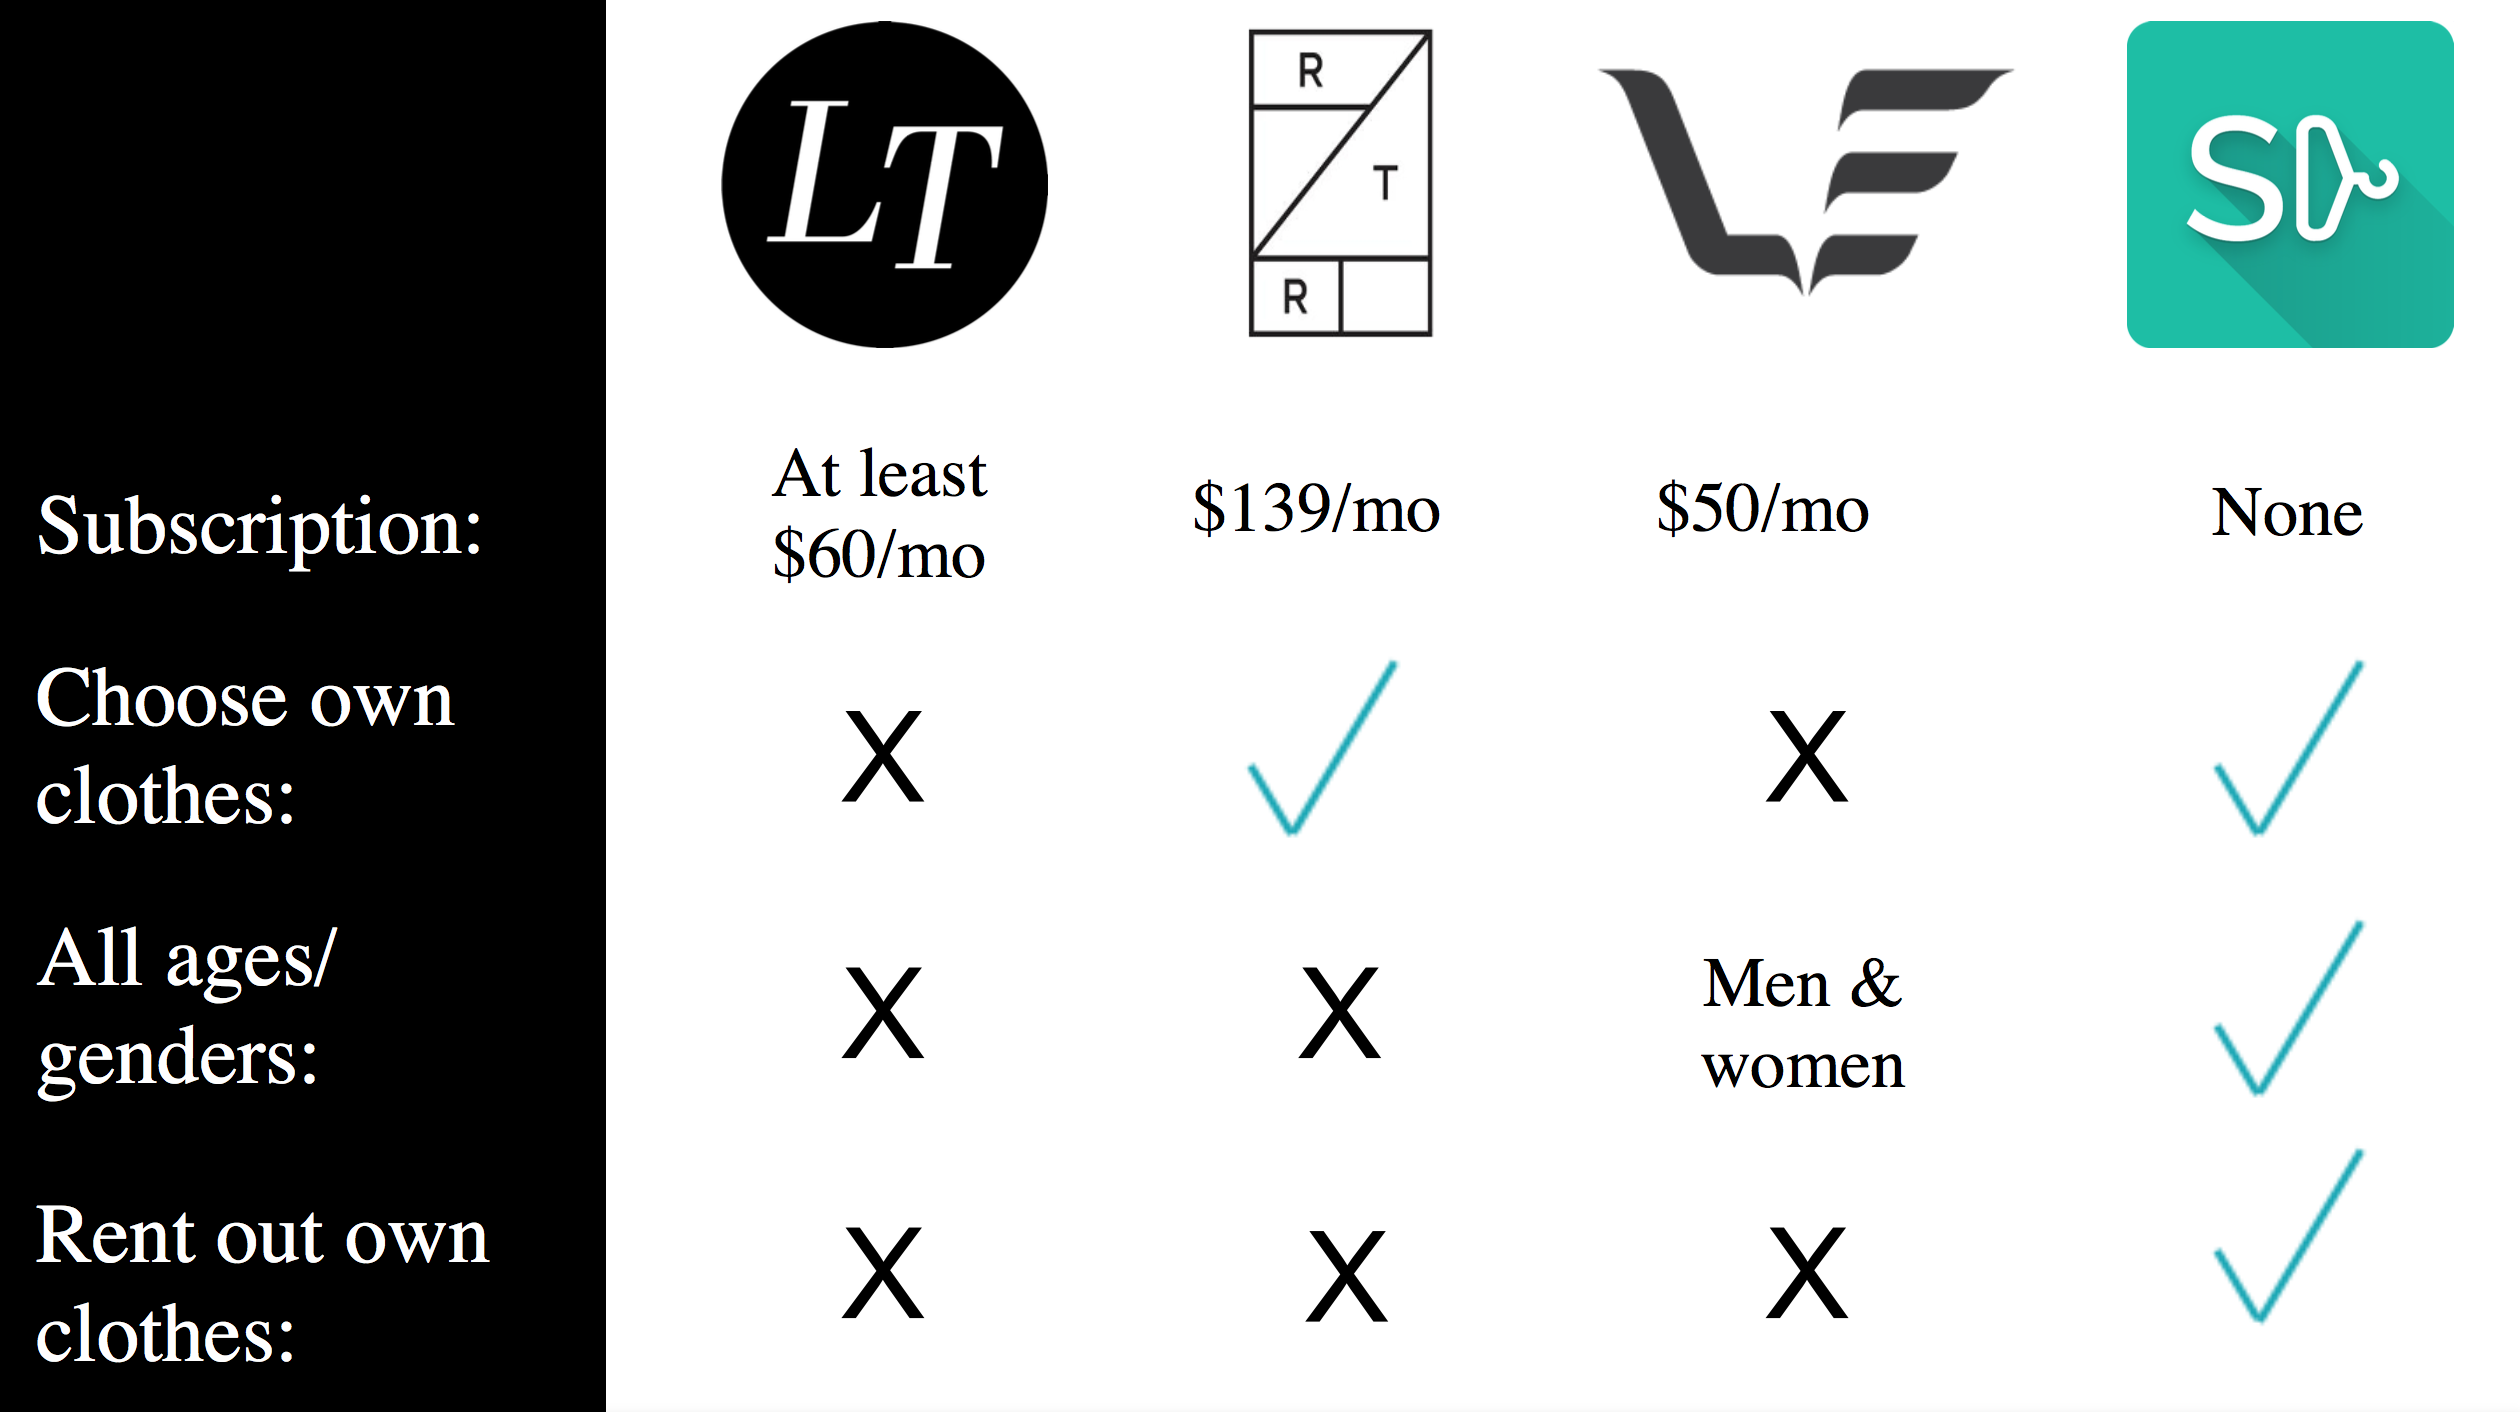 LT
R
T
R
LE
S
Subscription:
At least
$60/mo
$139/mo
$50/mo
None
Choose own
clothes:
X
X
All ages/
genders:
X
X
Men &
women
Rent out own
clothes:
X
X
X